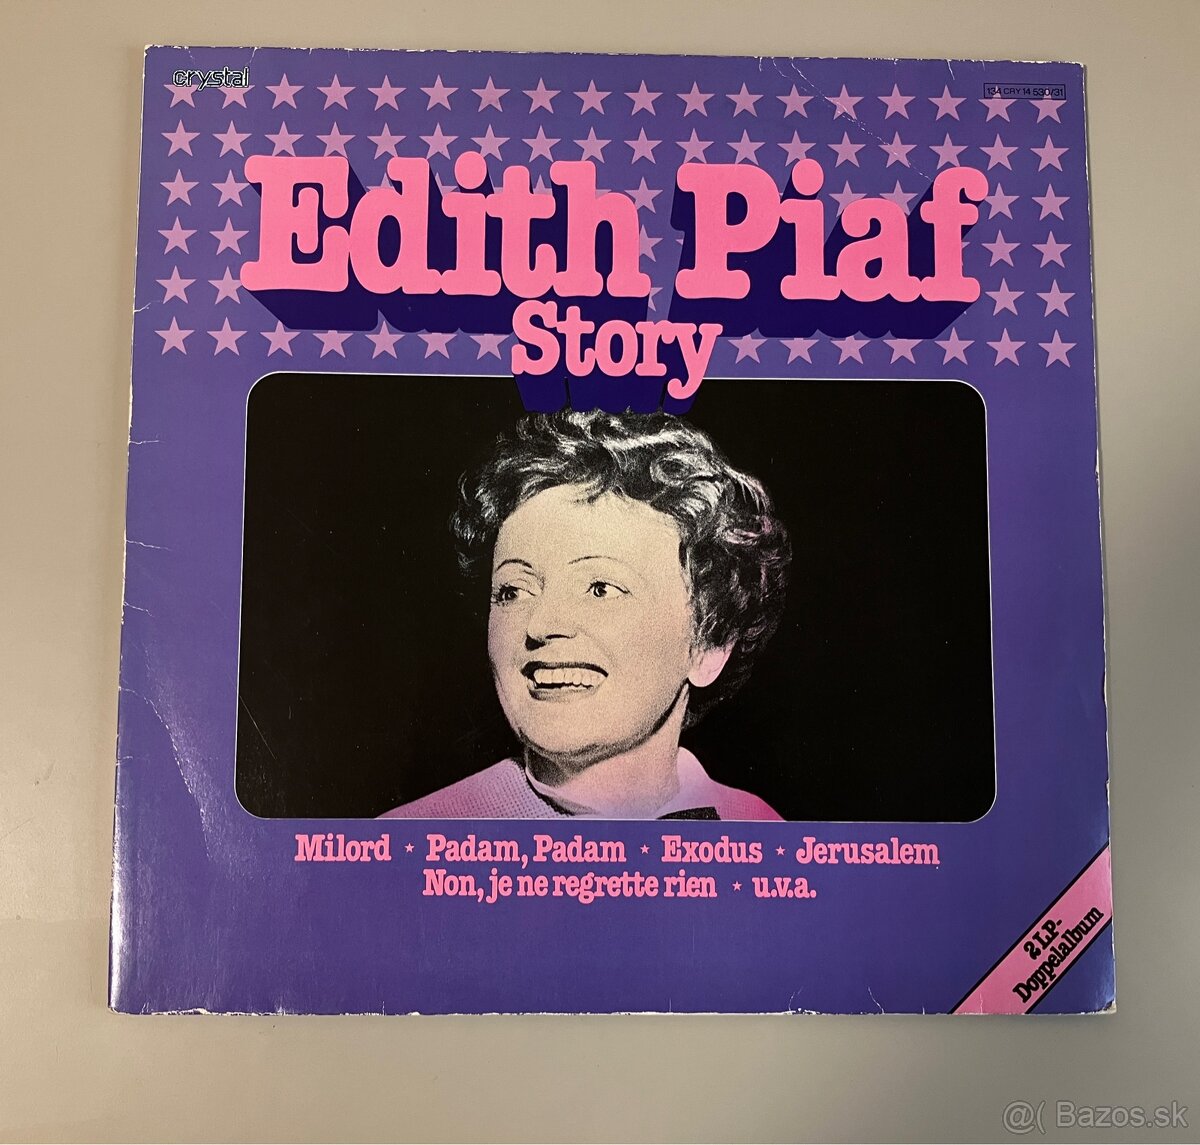 crystal
134 CRY 14 530/31
Edith Piaf
Story
Milord ★ Padam, Padam ★ Exodus ★ Jerusalem
Non, je ne regrette rien ★ u.v.a.
2 LP-
Doppelalbum
@( Bazos.sk